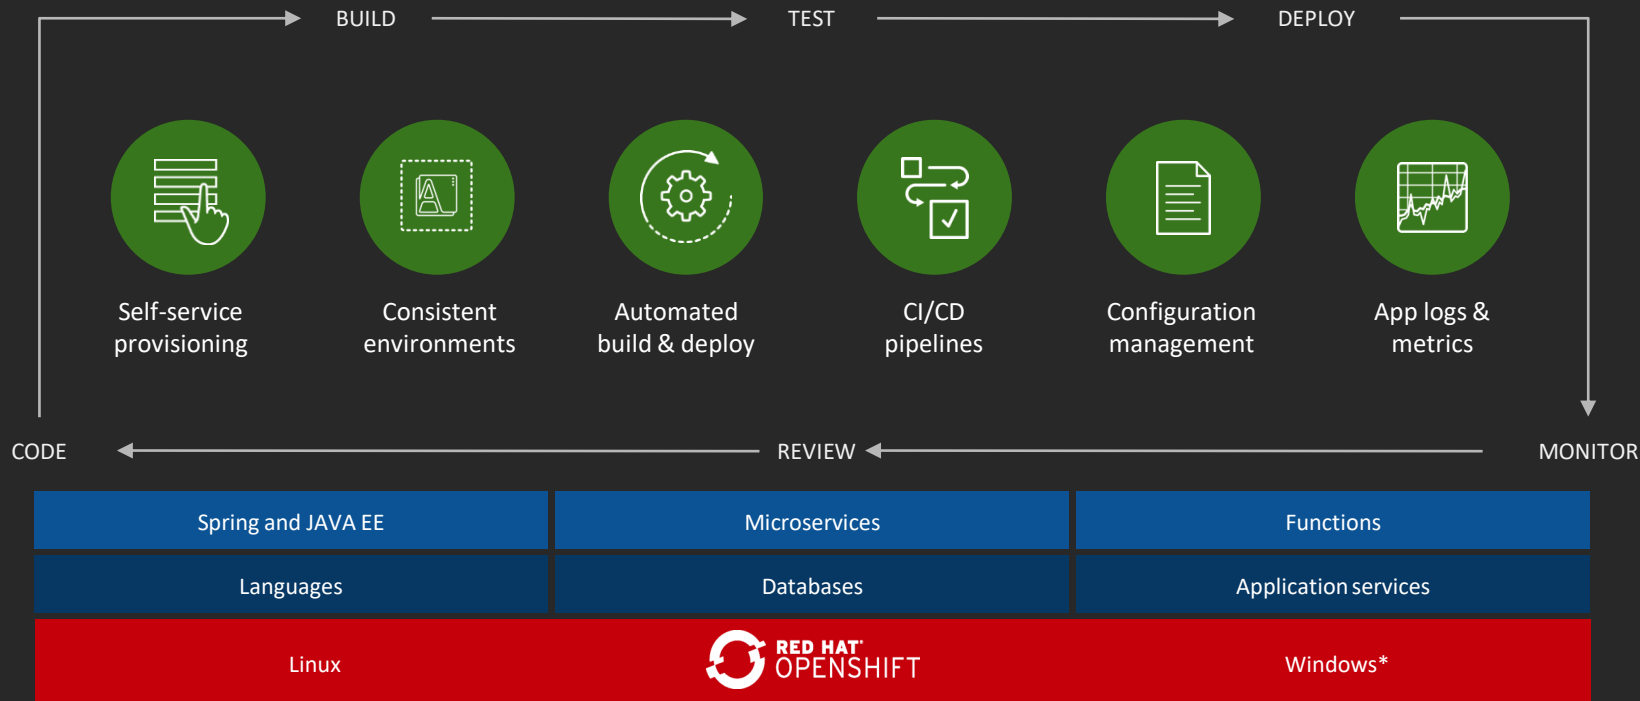 BUILD
TEST
DEPLOY
Self-service
provisioning
Consistent
environments
Automated
build & deploy
CI/CD
pipelines
Configuration
management
App logs &
metrics
CODE
REVIEW
MONITOR
Spring and JAVA EE
Microservices
Functions
Languages
Databases
Application services
Linux
RED HAT®
OPENSHIFT
Windows*